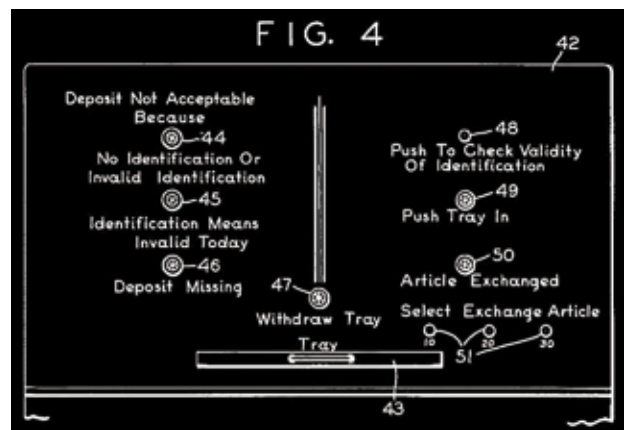 FIG. 4
42
Deposit Not Acceptable
Because
44
No Identification Or
Invalid Identification
45
Identification Means
Invalid Today
46
Deposit Missing
47
Withdraw Tray
48
Push To Check Validity
Of Identification
49
Push Tray In
50
Article Exchanged
Select Exchange Article
10 20 30
51
Tray
43